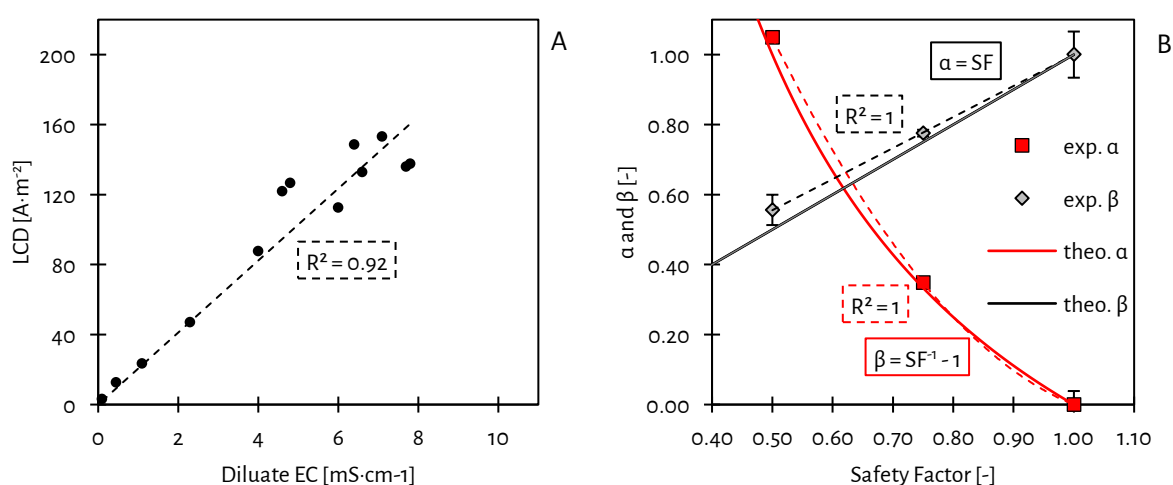 A
LCD [A·m⁻²]
220
160
120
80
40
0
R² = 0.92
0 2 4 6 8 10
Diluate EC [mS·cm-1]
B
α and β [-]
1.00
0.80
0.60
0.40
0.20
0.00
α = SF
R² = 1
exp. α
exp. β
theo. α
theo. β
R² = 1
β = SF⁻¹ - 1
0.40 0.50 0.60 0.70 0.80 0.90 1.00 1.10
Safety Factor [-]